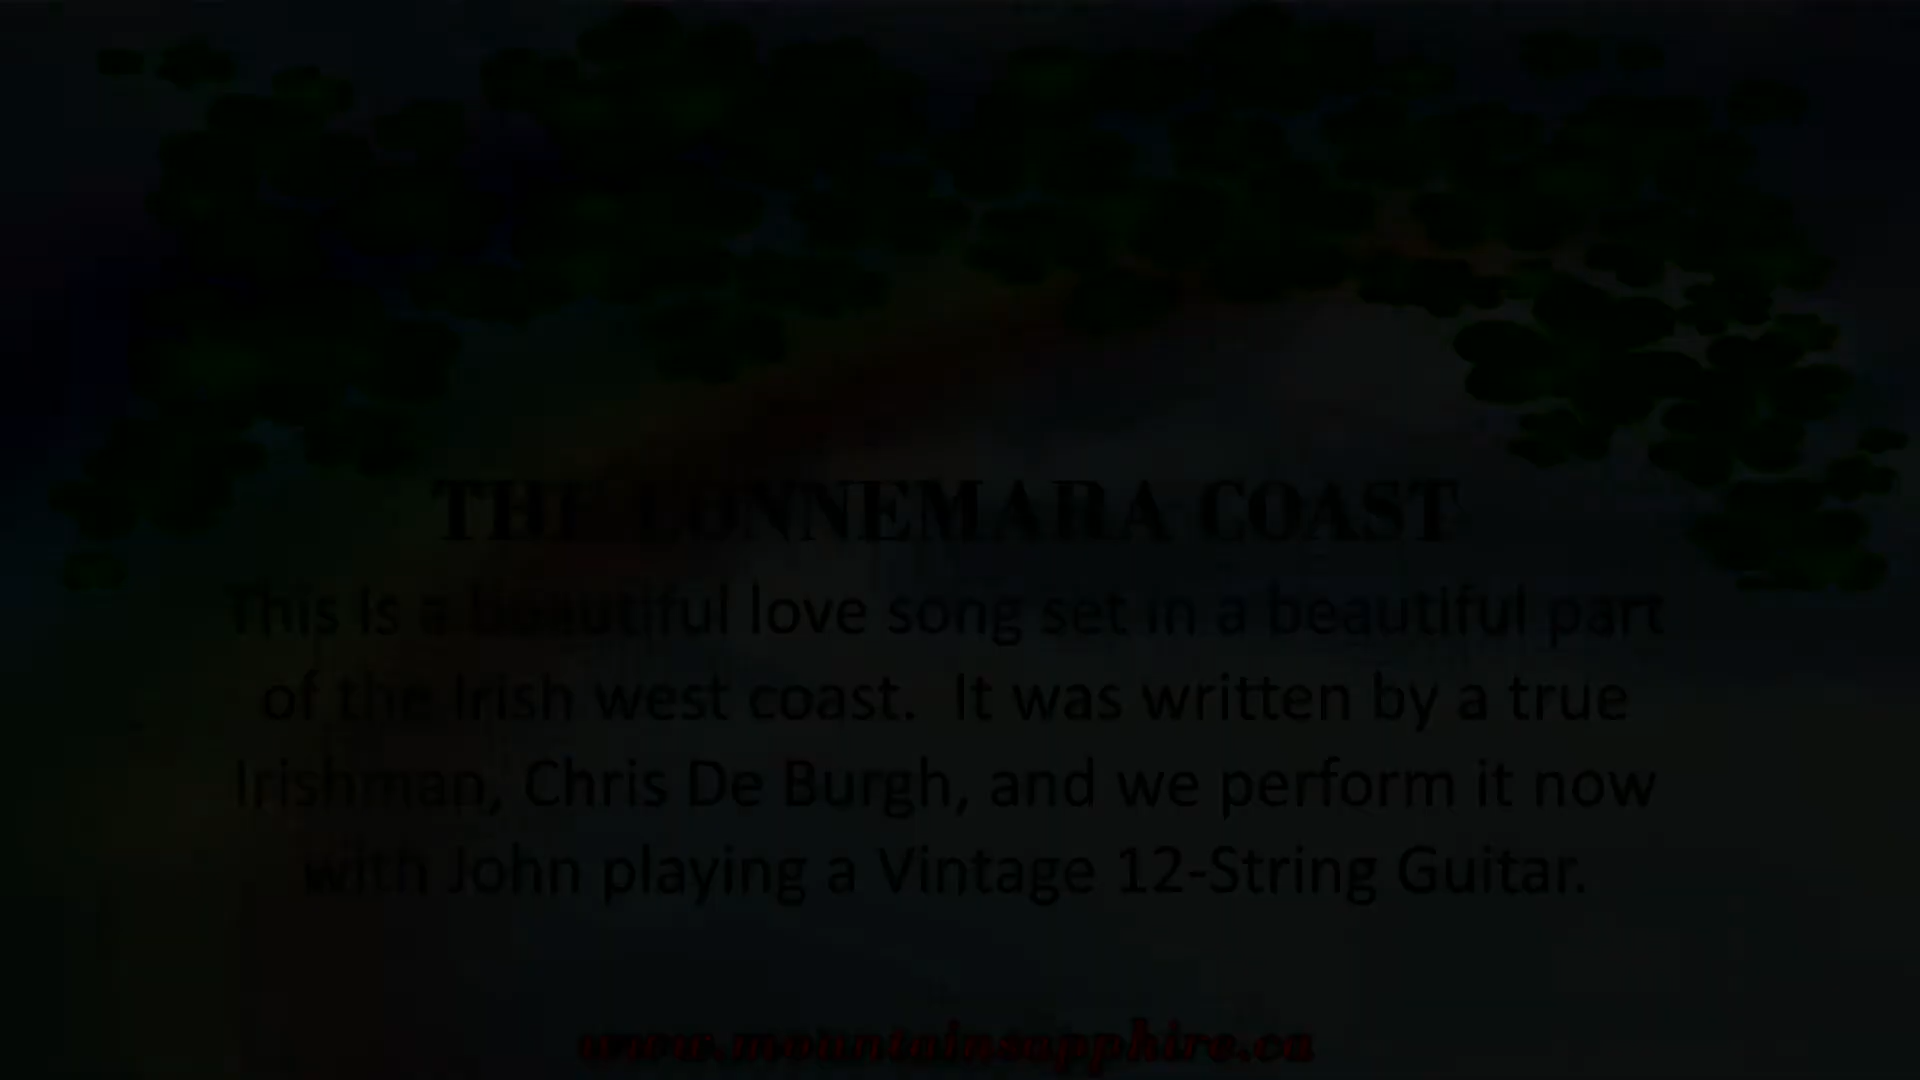 THE CONNEMARA COAST
This is a beautiful love song set in a beautiful part
of the Irish west coast.  It was written by a true
Irishman, Chris De Burgh, and we perform it now
with John playing a Vintage 12-String Guitar.
www.mountainsapphire.ca